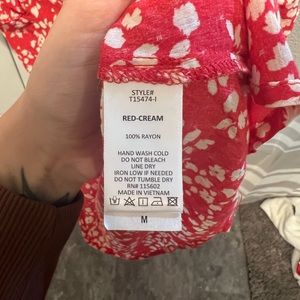 STYLE#
T15474-I
RED-CREAM
100% RAYON
HAND WASH COLD
DO NOT BLEACH
LINE DRY
IRON LOW IF NEEDED
DO NOT TUMBLE DRY
RN# 115602
MADE IN VIETNAM
M